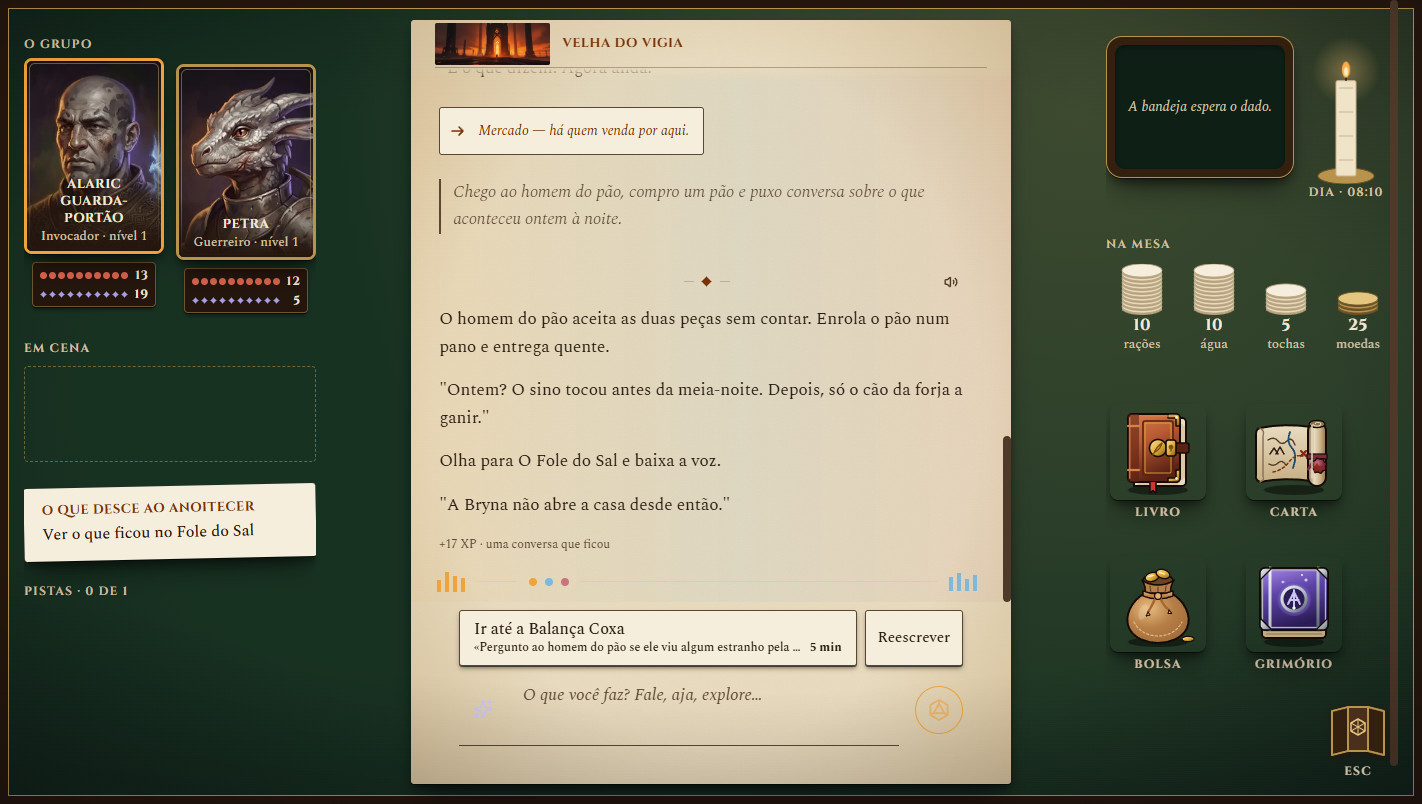 O GRUPO
ALARIC
GUARDA-
PORTÃO
Invocador · nível 1
13
19
PETRA
Guerreiro · nível 1
12
5
EM CENA
O QUE DESCE AO ANOITECER
Ver o que ficou no Fole do Sal
PISTAS · 0 DE 1
VELHA DO VIGIA
→ Mercado — há quem venda por aqui.
Chego ao homem do pão, compro um pão e puxo conversa sobre o que
aconteceu ontem à noite.
O homem do pão aceita as duas peças sem contar. Enrola o pão num
pano e entrega quente.
"Ontem? O sino tocou antes da meia-noite. Depois, só o cão da forja a
ganir."
Olha para O Fole do Sal e baixa a voz.
"A Bryna não abre a casa desde então."
+17 XP · uma conversa que ficou
Ir até a Balança Coxa
«Pergunto ao homem do pão se ele viu algum estranho pela ... 5 min
Reescrever
O que você faz? Fale, aja, explore...
A bandeja espera o dado.
DIA · 08:10
NA MESA
10
rações
10
água
5
tochas
25
moedas
LIVRO
CARTA
BOLSA
GRIMÓRIO
ESC